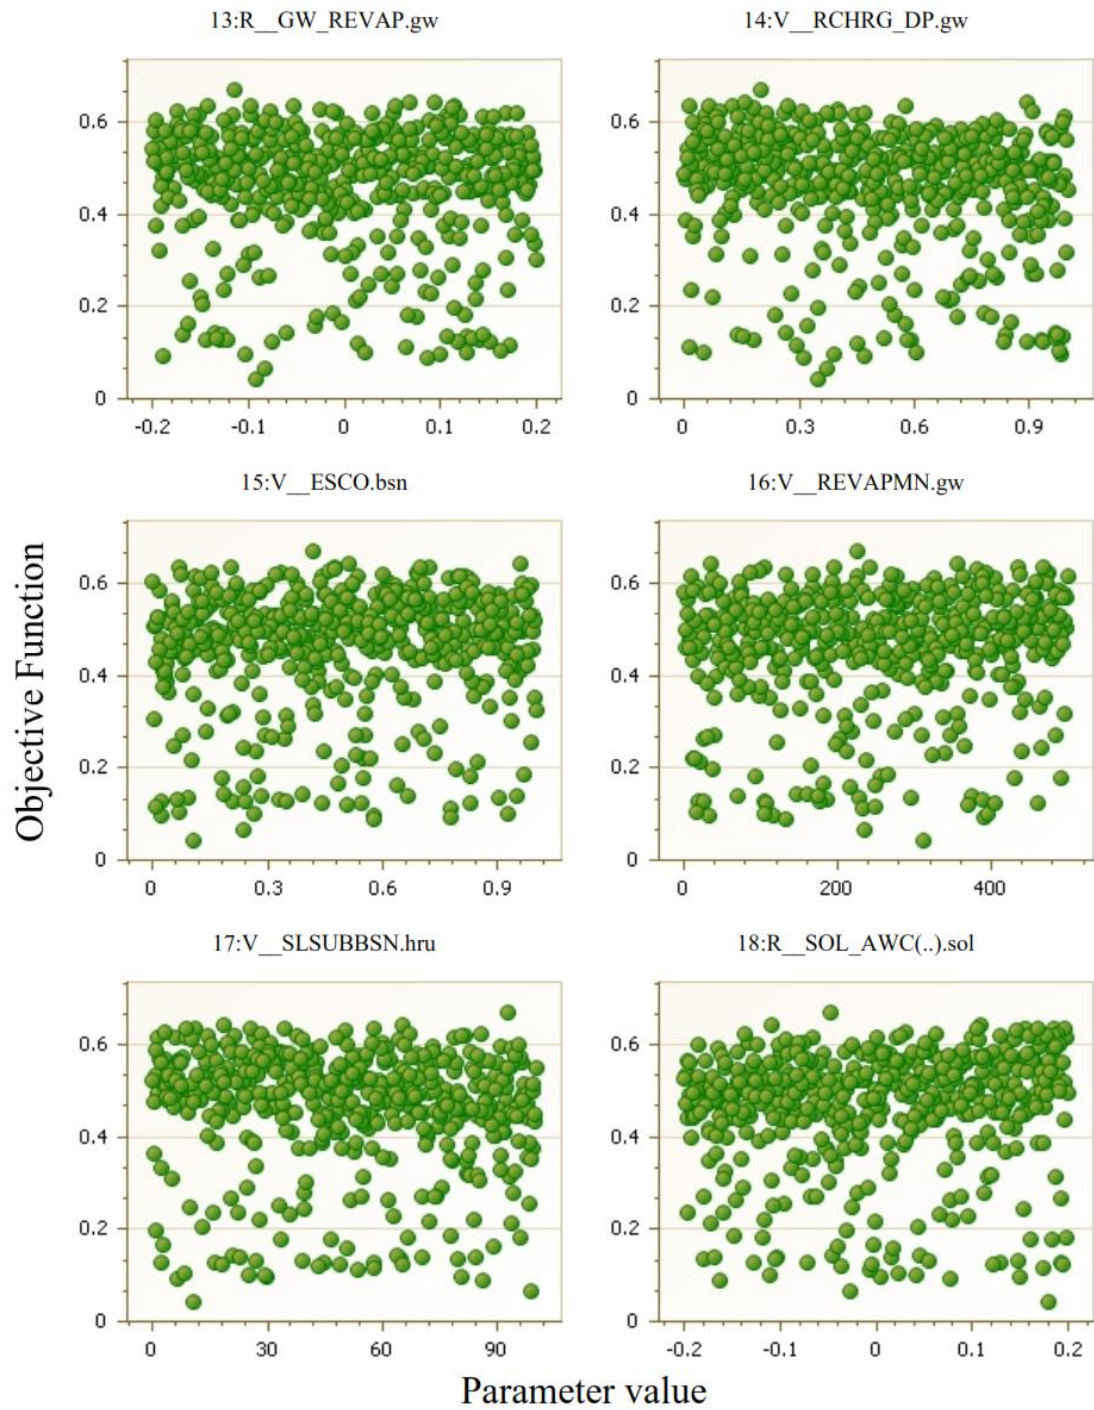 13:R__GW_REVAP.gw
0.6
0.4
0.2
0
-0.2 -0.1 0 0.1 0.2
14:V__RCHRG_DP.gw
0.6
0.4
0.2
0
0 0.3 0.6 0.9
Objective Function
15:V__ESCO.bsn
0.6
0.4
0.2
0
0 0.3 0.6 0.9
16:V__REVAPMN.gw
0.6
0.4
0.2
0
0 200 400
17:V__SLSUBBSN.hru
0.6
0.4
0.2
0
0 30 60 90
18:R__SOL_AWC(..).sol
0.6
0.4
0.2
0
-0.2 -0.1 0 0.1 0.2
Parameter value